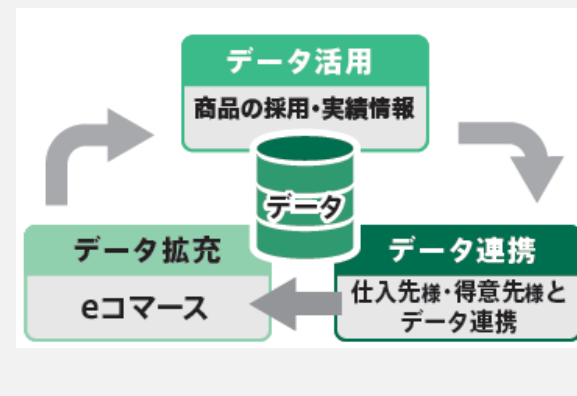 データ活用
商品の採用・実績情報
データ
データ拡充
eコマース
データ連携
仕入先様・得意先様と
データ連携